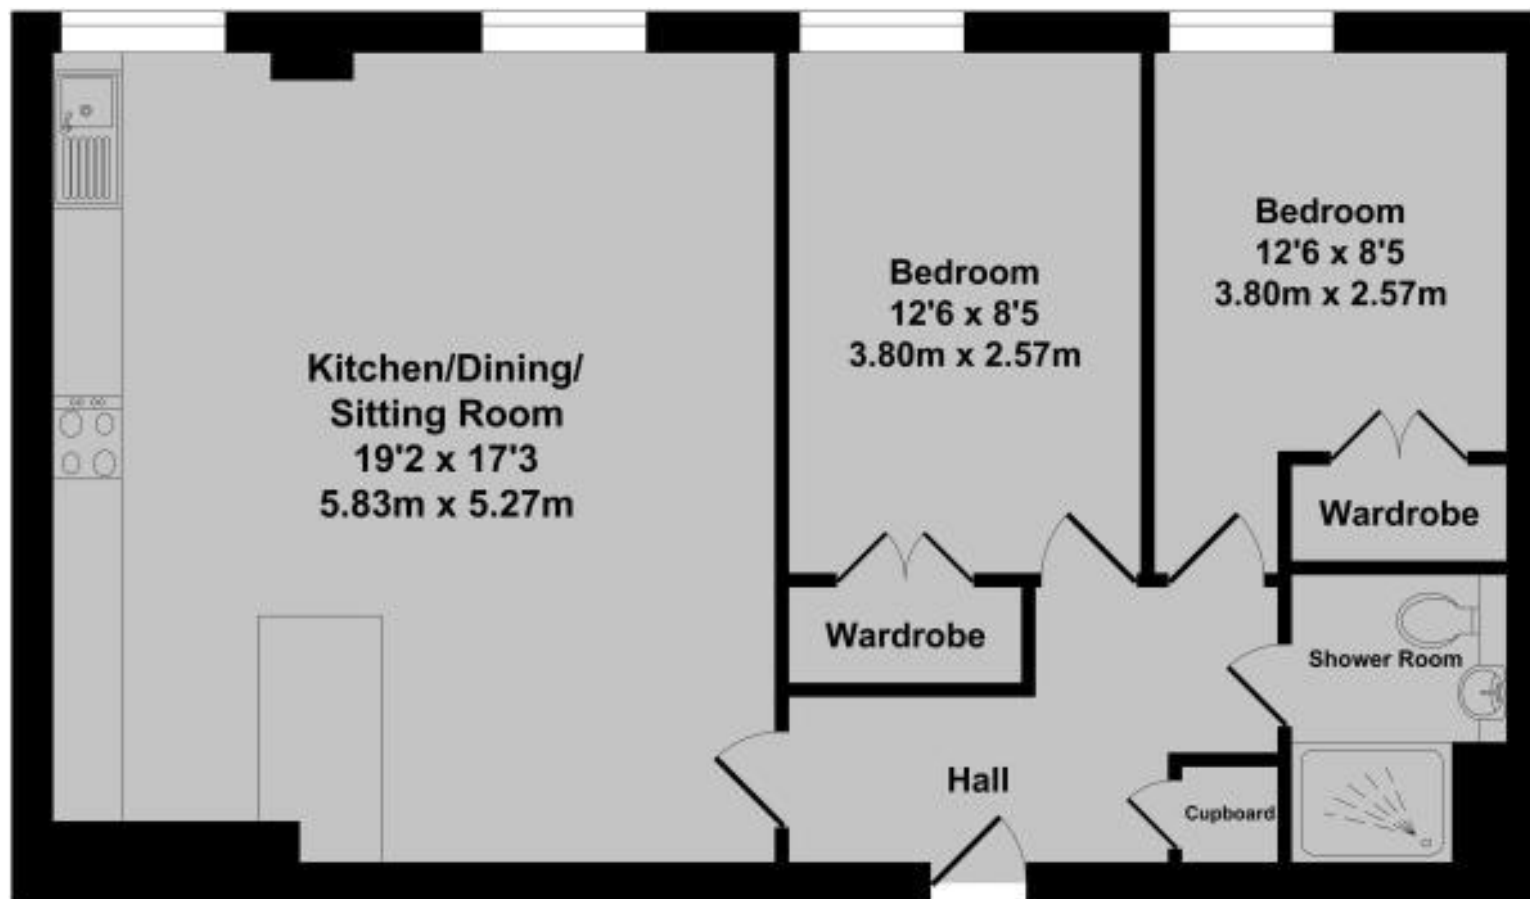 Kitchen/Dining/
Sitting Room
19'2 x 17'3
5.83m x 5.27m
Bedroom
12'6 x 8'5
3.80m x 2.57m
Wardrobe
Bedroom
12'6 x 8'5
3.80m x 2.57m
Wardrobe
Shower Room
Hall
Cupboard